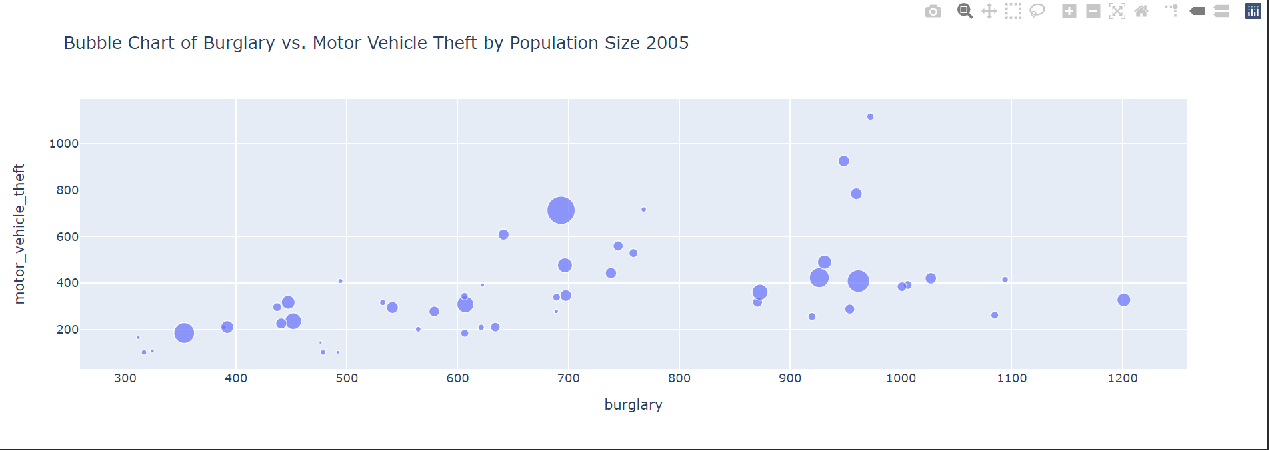 Bubble Chart of Burglary vs. Motor Vehicle Theft by Population Size 2005
motor_vehicle_theft
1000
800
600
400
200
300 400 500 600 700 800 900 1000 1100 1200
burglary